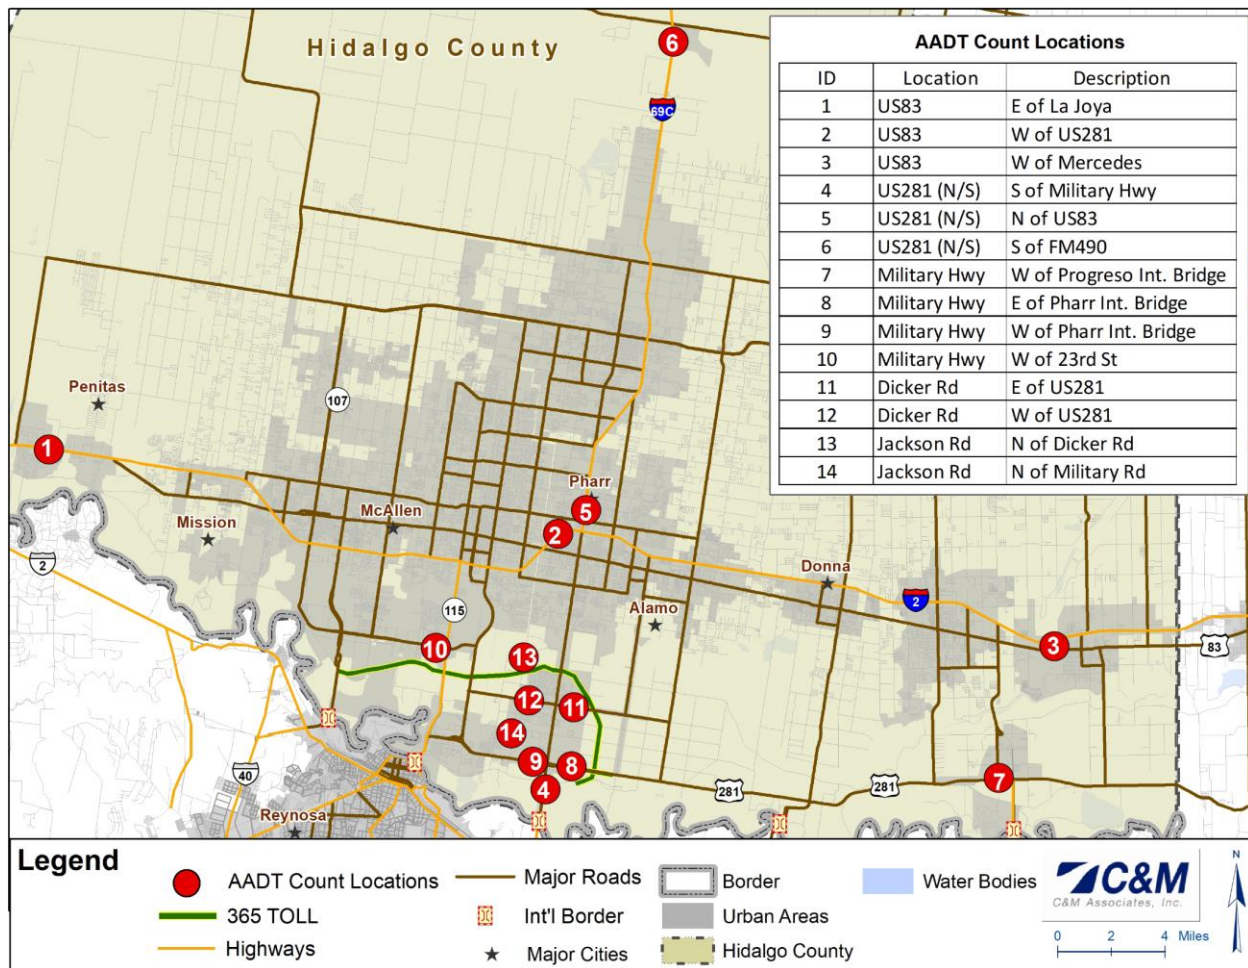 Hidalgo County
6
69C
AADT Count Locations
ID Location Description
1 US83 E of La Joya
2 US83 W of US281
3 US83 W of Mercedes
4 US281 (N/S) S of Military Hwy
5 US281 (N/S) N of US83
6 US281 (N/S) S of FM490
7 Military Hwy W of Progreso Int. Bridge
8 Military Hwy E of Pharr Int. Bridge
9 Military Hwy W of Pharr Int. Bridge
10 Military Hwy W of 23rd St
11 Dicker Rd E of US281
12 Dicker Rd W of US281
13 Jackson Rd N of Dicker Rd
14 Jackson Rd N of Military Rd
Penitas
107
1
Pharr
5
McAllen
Mission
2
2
Donna
2
115
Alamo
10
13
3
83
12
11
14
9
8
4
40
281
281
7
Reynosa
Legend
AADT Count Locations
365 TOLL
Highways
Major Roads
Int'l Border
Major Cities
Border
Urban Areas
Hidalgo County
Water Bodies
C&M
C&M Associates, Inc.
N
0 2 4 Miles